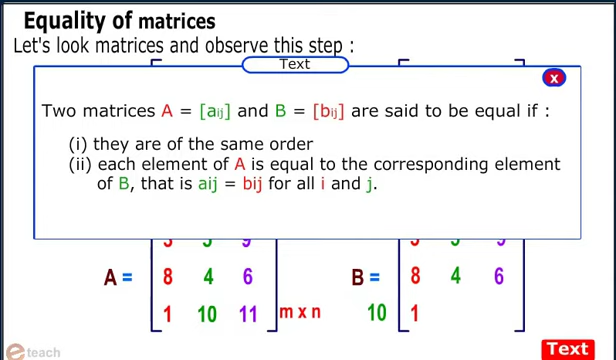 Equality of matrices
Let's look matrices and observe this step :
Text
x
Two matrices A = [aij] and B = [bij] are said to be equal if :
(i) they are of the same order
(ii) each element of A is equal to the corresponding element
of B, that is aij = bij for all i and j.
A = 8 4 6 B = 8 4 6
1 10 11 m x n 10 1
e teach
Text